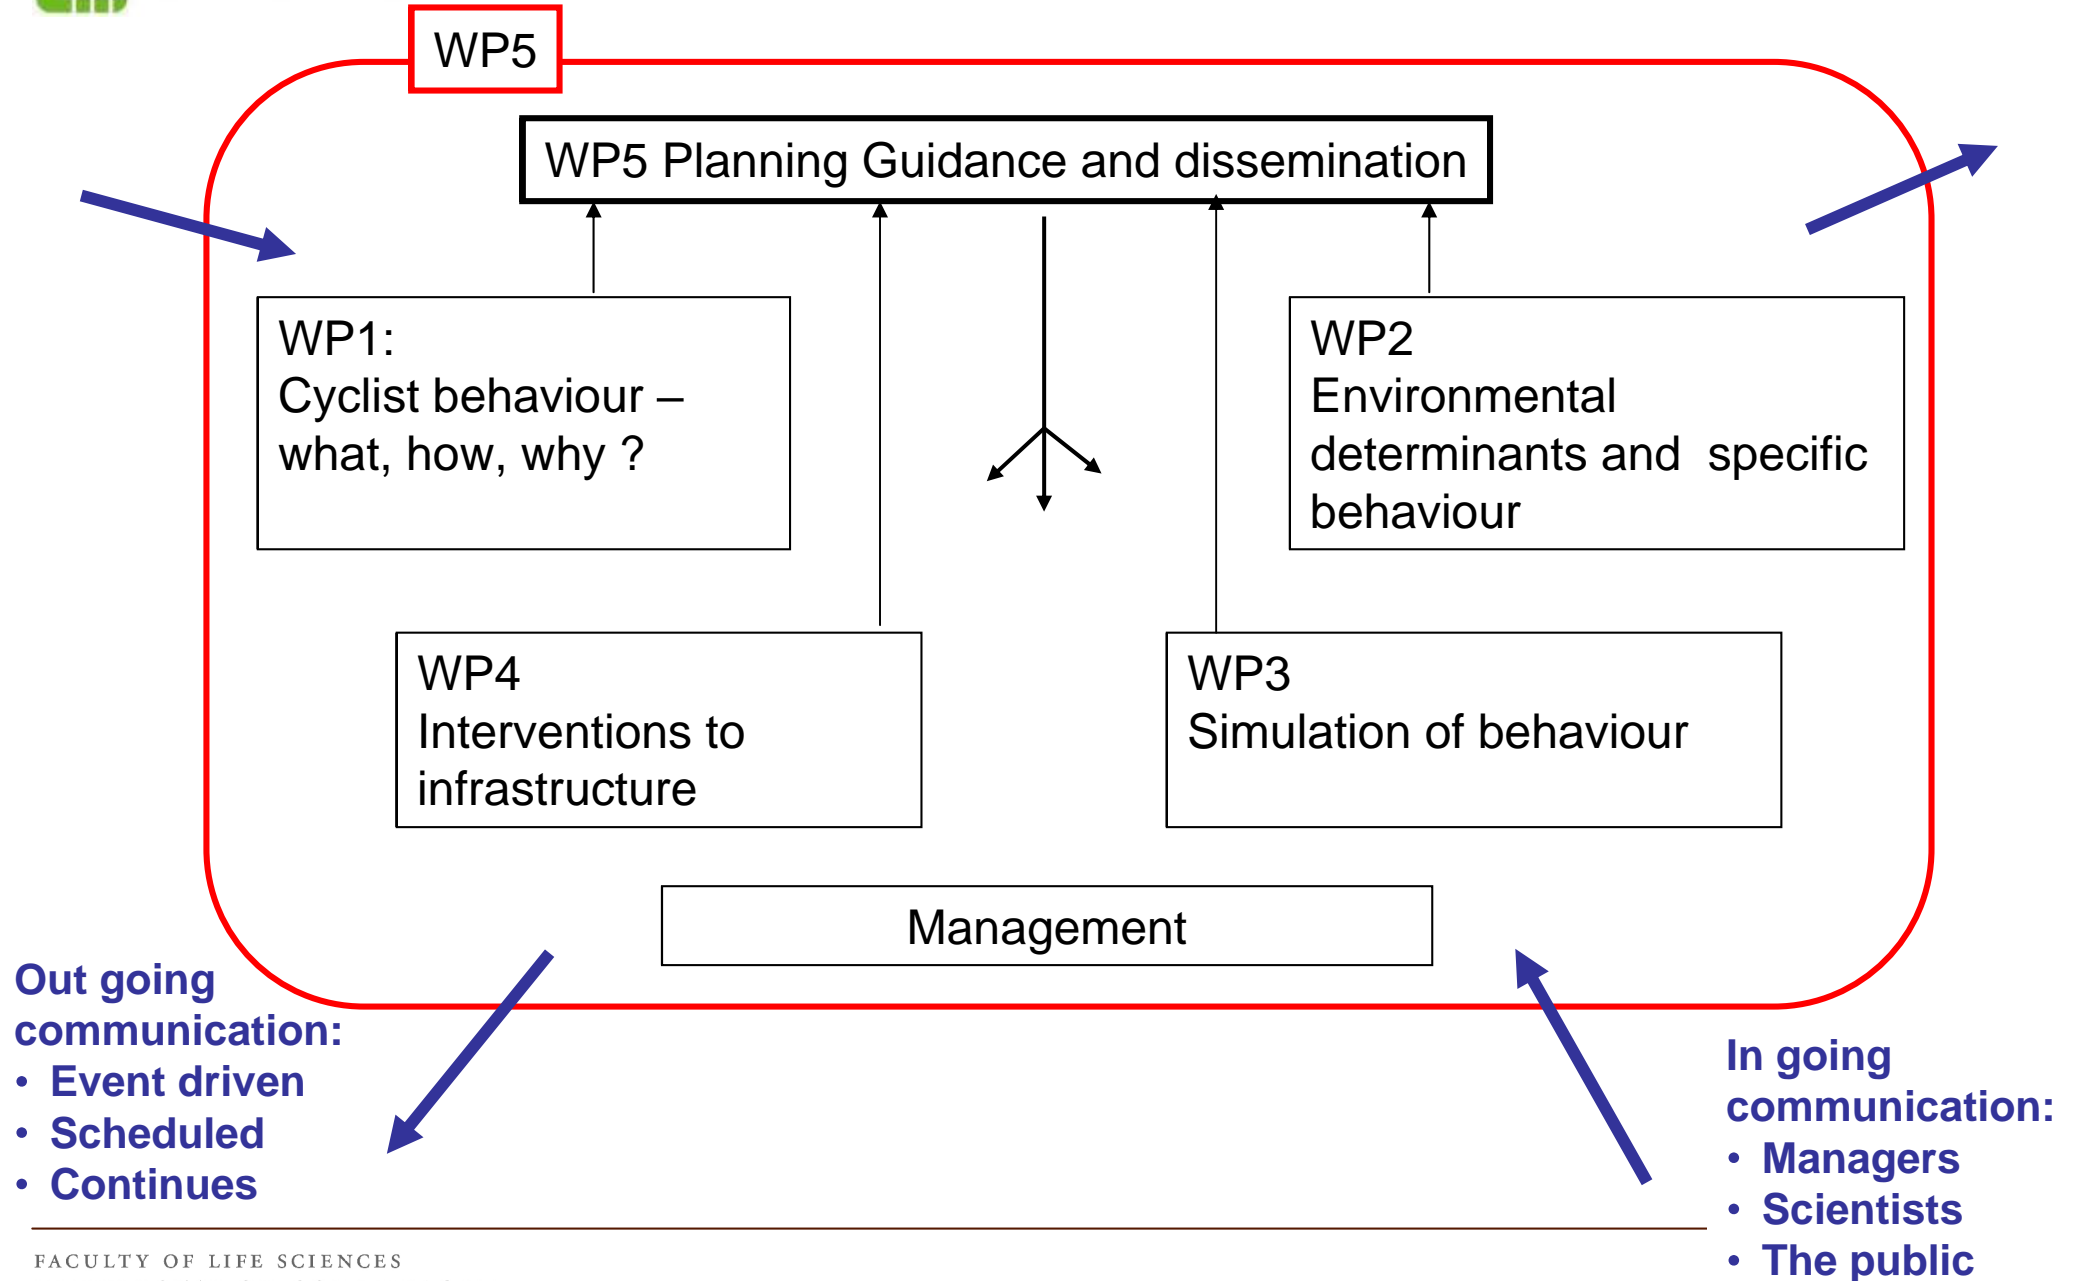 WP5
WP5 Planning Guidance and dissemination
WP1:
Cyclist behaviour –
what, how, why ?
WP2
Environmental
determinants and specific
behaviour
WP4
Interventions to
infrastructure
WP3
Simulation of behaviour
Management
Out going
communication:
• Event driven
• Scheduled
• Continues
In going
communication:
• Managers
• Scientists
• The public
FACULTY OF LIFE SCIENCES